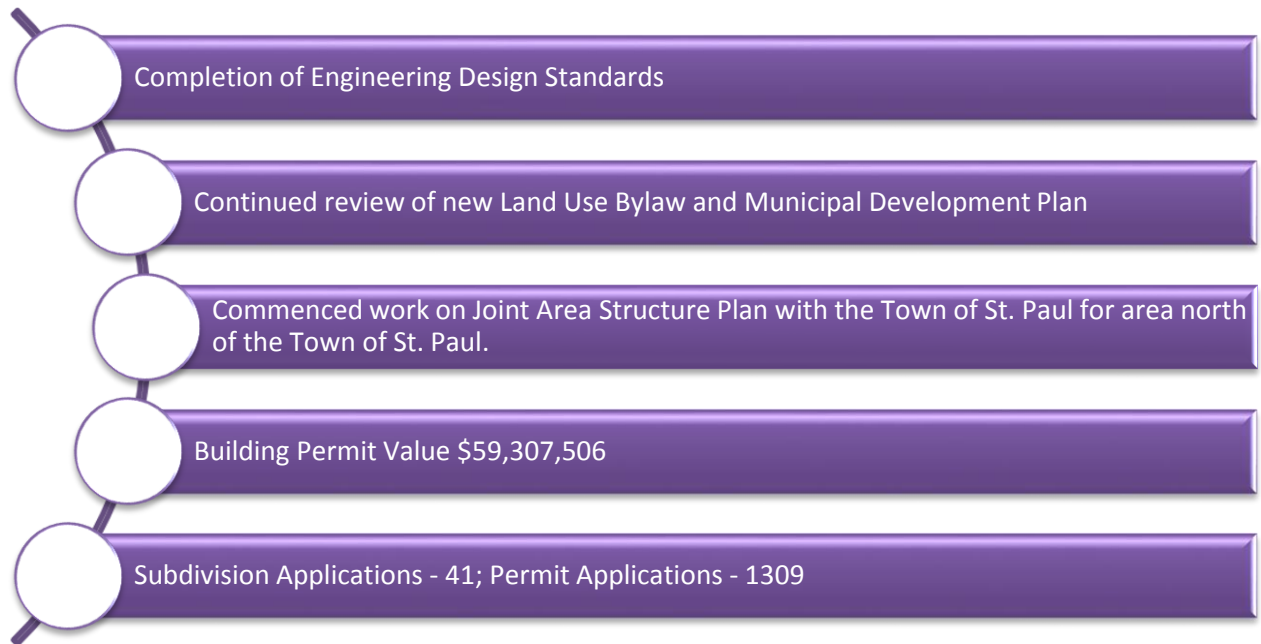 Completion of Engineering Design Standards
Continued review of new Land Use Bylaw and Municipal Development Plan
Commenced work on Joint Area Structure Plan with the Town of St. Paul for area north
of the Town of St. Paul.
Building Permit Value $59,307,506
Subdivision Applications - 41; Permit Applications - 1309